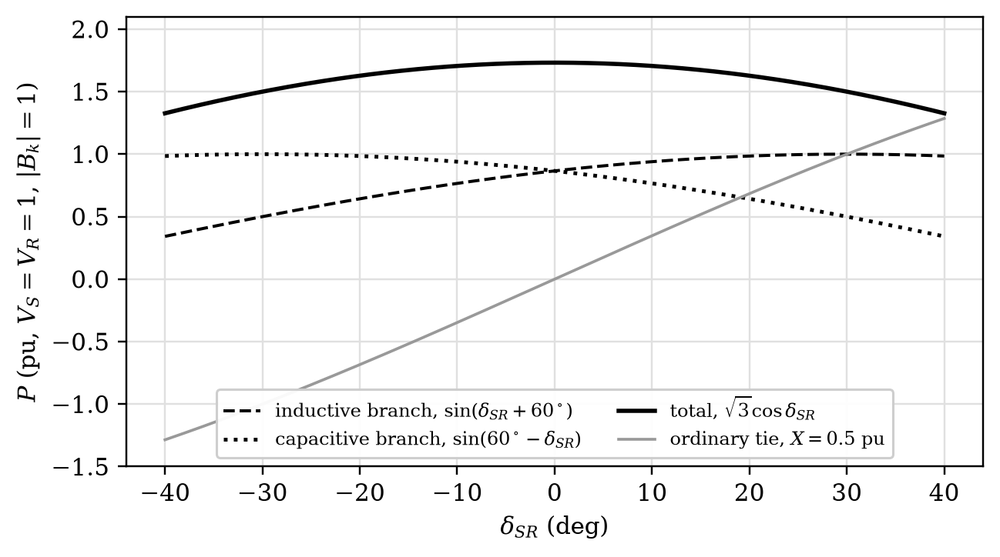 2.0
1.5
1.0
0.5
0.0
−0.5
−1.0
−1.5
P (pu, V_S = V_R = 1, |B_k| = 1)
inductive branch, sin(δ_SR + 60°)
capacitive branch, sin(60° − δ_SR)
total, √3 cos δ_SR
ordinary tie, X = 0.5 pu
−40 −30 −20 −10 0 10 20 30 40
δ_SR (deg)